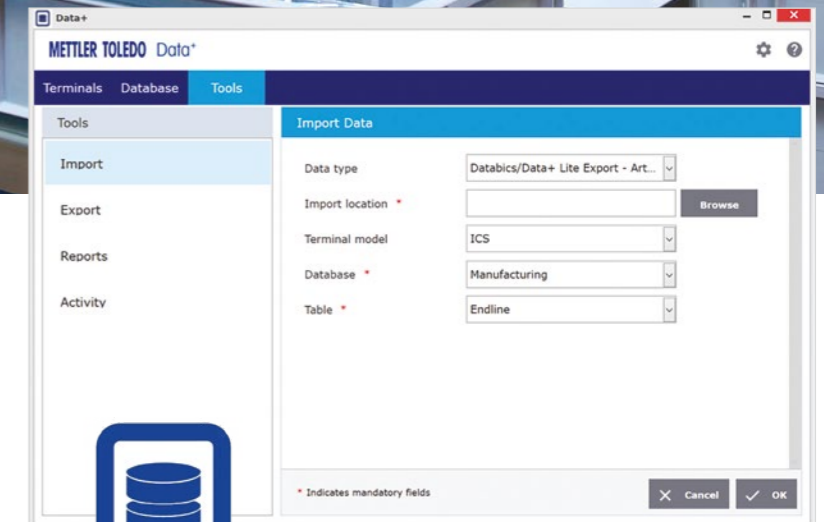 Data+
METTLER TOLEDO Data+
Terminals Database Tools
Tools
Import
Export
Reports
Activity
Import Data
Data type Databics/Data+ Lite Export - Art...
Import location * Browse
Terminal model ICS
Database * Manufacturing
Table * Endline
* Indicates mandatory fields
Cancel OK